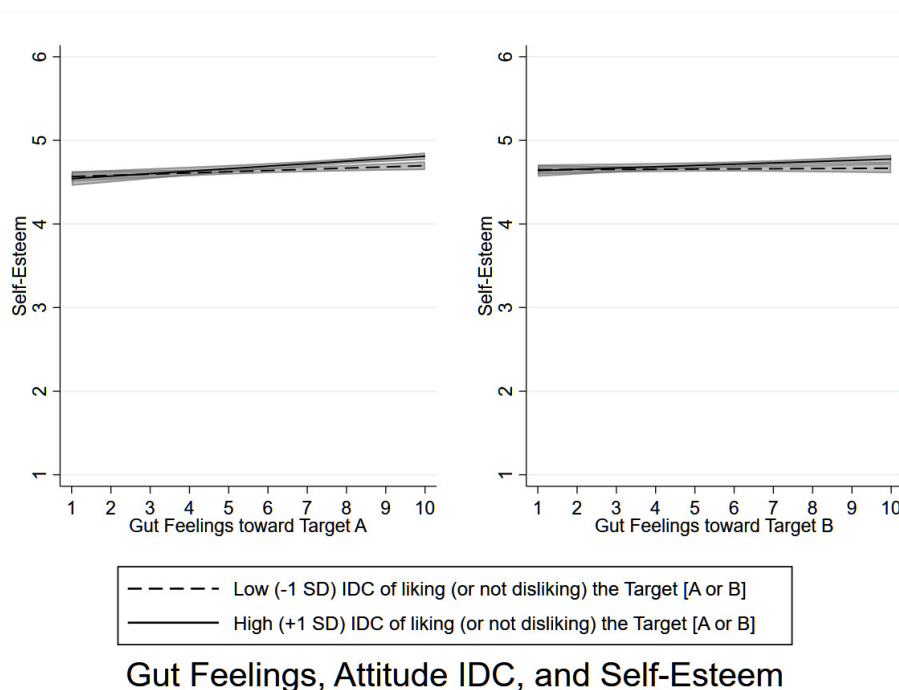 6
5
4
3
2
1
Self-Esteem
1 2 3 4 5 6 7 8 9 10
Gut Feelings toward Target A
6
5
4
3
2
1
Self-Esteem
1 2 3 4 5 6 7 8 9 10
Gut Feelings toward Target B
Low (-1 SD) IDC of liking (or not disliking) the Target [A or B]
High (+1 SD) IDC of liking (or not disliking) the Target [A or B]
Gut Feelings, Attitude IDC, and Self-Esteem